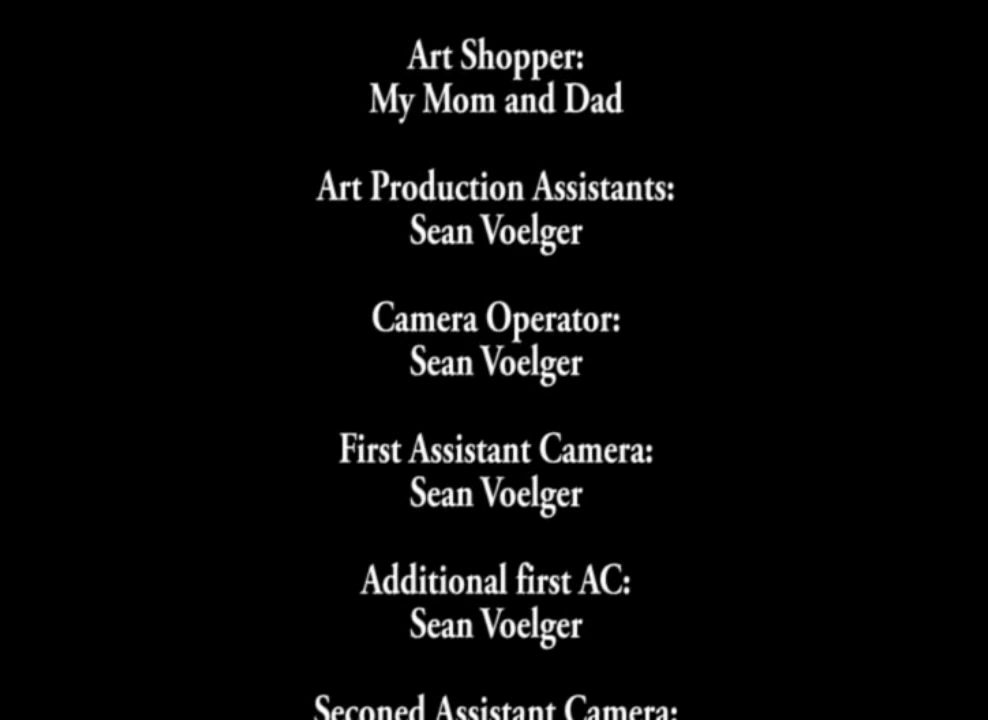 Art Shopper:
My Mom and Dad
Art Production Assistants:
Sean Voelger
Camera Operator:
Sean Voelger
First Assistant Camera:
Sean Voelger
Additional first AC:
Sean Voelger
Seconed Assistant Camera: